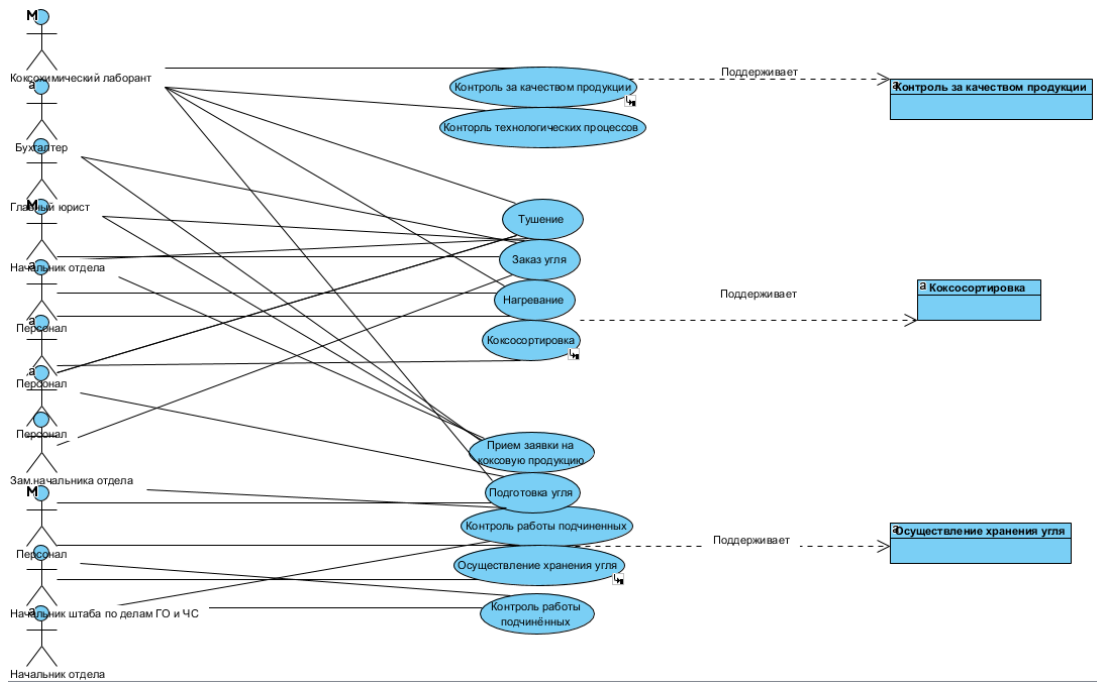 M
Коксохимический лаборант
a
Бухгалтер
Главный юрист
M
Начальник отдела
a
Персонал
a
Персонал
a
Персонал
Зам.начальника отдела
M
Персонал
a
Начальник штаба по делам ГО и ЧС
a
Начальник отдела
Контроль за качеством продукции
Конторль технологических процессов
Тушение
Заказ угля
Нагревание
Коксосортировка
Прием заявки на
коксовую продукцию
Подготовка угля
Контроль работы подчиненных
Осуществление хранения угля
Контроль работы
подчинённых
Поддерживает
a
Контроль за качеством продукции
Поддерживает
a
Коксосортировка
Поддерживает
a
Осуществление хранения угля